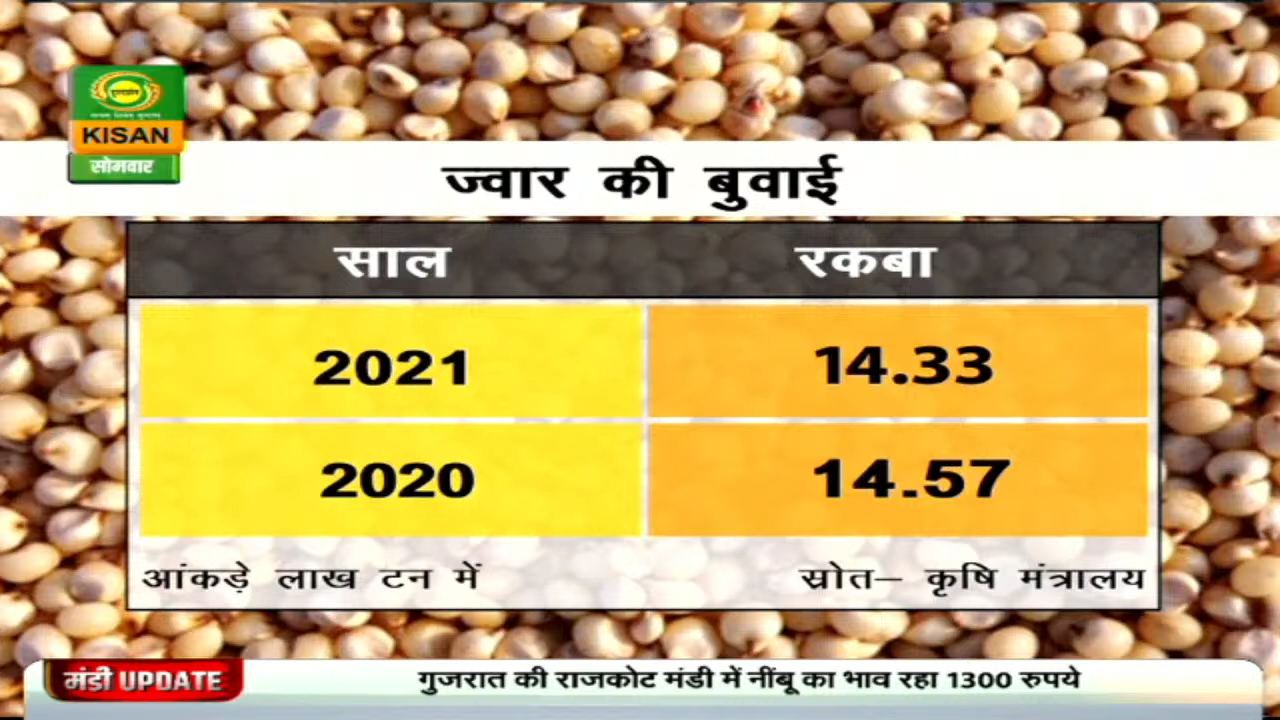 KISAN
सोमवार
ज्वार की बुवाई
साल रकबा
2021 14.33
2020 14.57
आंकड़े लाख टन में स्रोत– कृषि मंत्रालय
मंडी UPDATE गुजरात की राजकोट मंडी में नींबू का भाव रहा 1300 रुपये